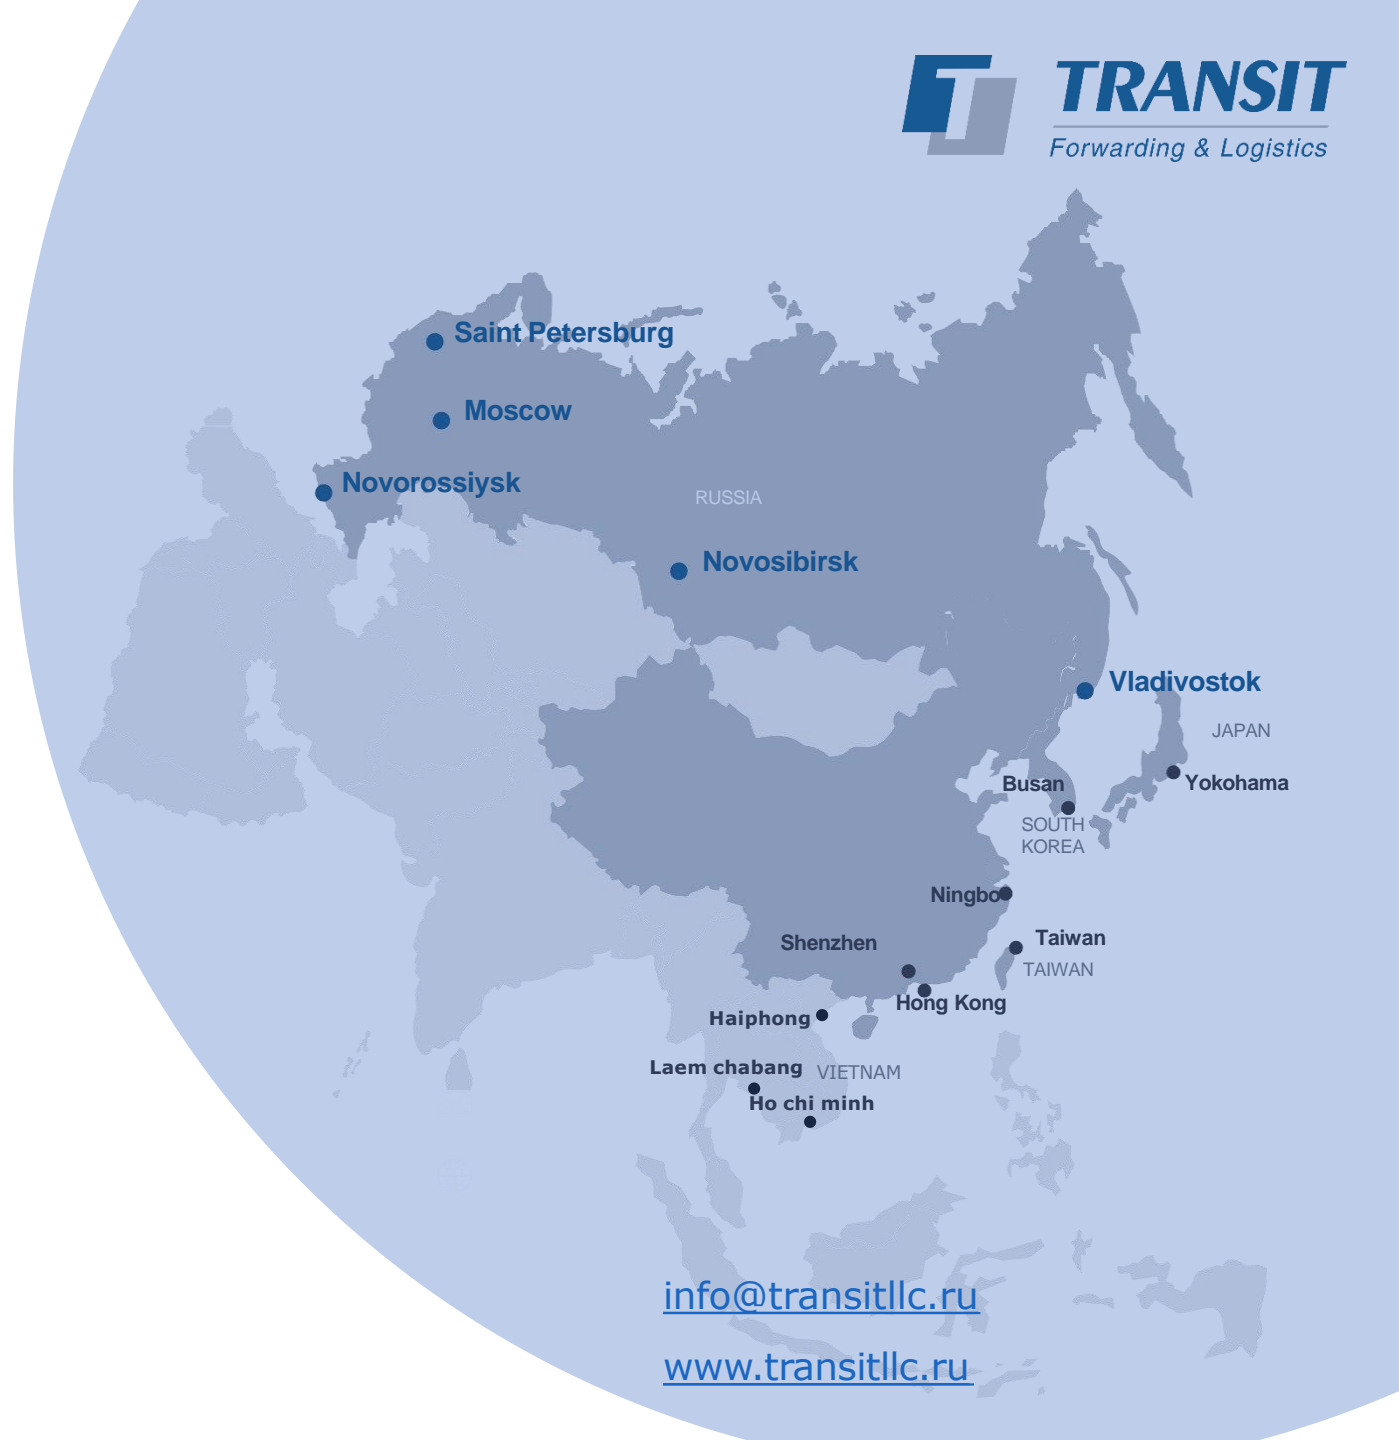 TRANSIT
Forwarding & Logistics
Saint Petersburg
Moscow
Novorossiysk
RUSSIA
Novosibirsk
Vladivostok
JAPAN
Busan
Yokohama
SOUTH
KOREA
Ningbo
Shenzhen
Taiwan
TAIWAN
Hong Kong
Haiphong
Laem chabang
VIETNAM
Ho chi minh
info@transitllc.ru
www.transitllc.ru